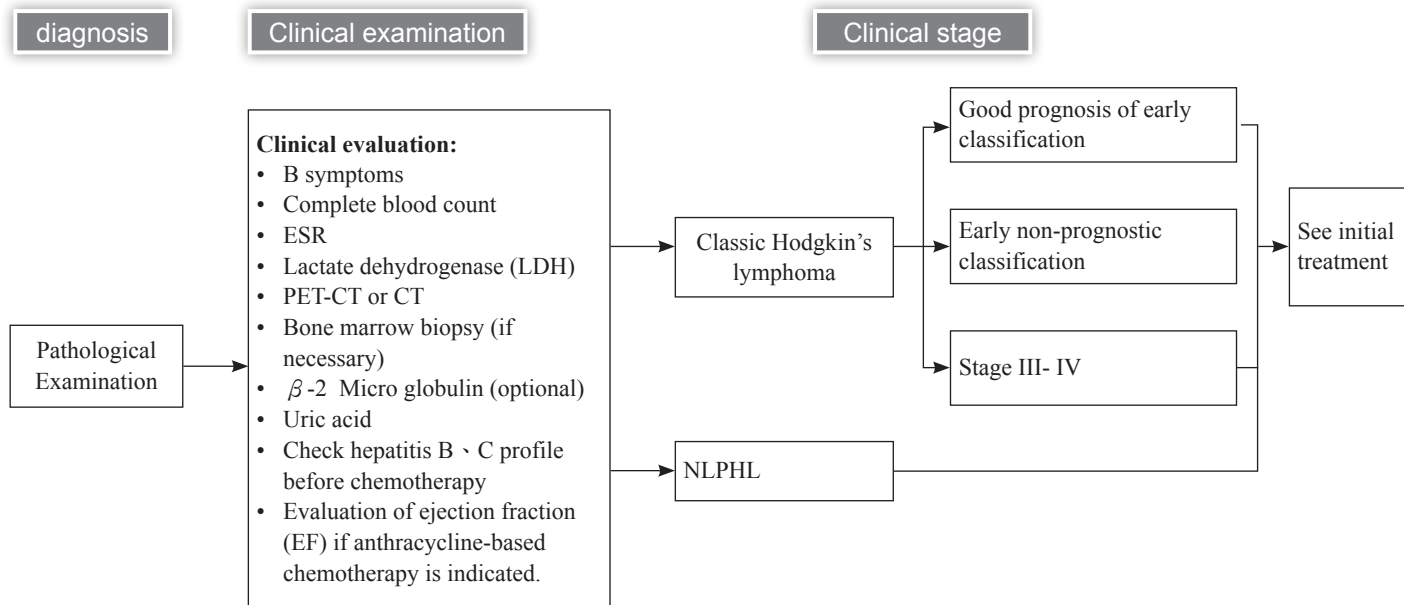 diagnosis
Clinical examination
Clinical stage
Pathological
Examination
Clinical evaluation:
• B symptoms
• Complete blood count
• ESR
• Lactate dehydrogenase (LDH)
• PET-CT or CT
• Bone marrow biopsy (if
necessary)
• β-2 Micro globulin (optional)
• Uric acid
• Check hepatitis B、C profile
before chemotherapy
• Evaluation of ejection fraction
(EF) if anthracycline-based
chemotherapy is indicated.
Classic Hodgkin’s
lymphoma
NLPHL
Good prognosis of early
classification
Early non-prognostic
classification
Stage III- IV
See initial
treatment